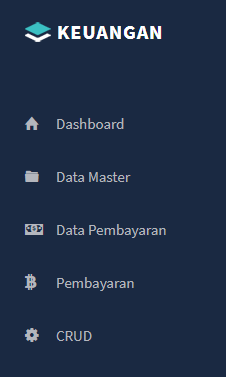 KEUANGAN
Dashboard
Data Master
Data Pembayaran
Pembayaran
CRUD